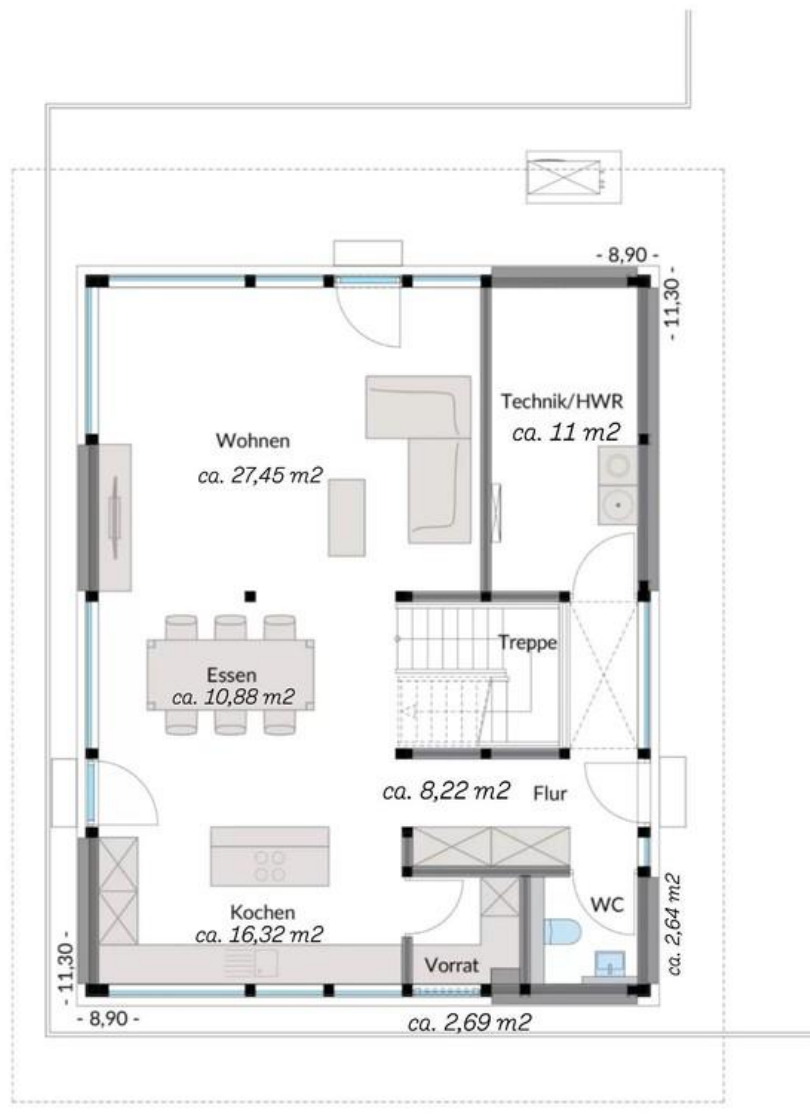 - 8,90 -
- 11,30 -
Technik/HWR
ca. 11 m2
Wohnen
ca. 27,45 m2
Treppe
Essen
ca. 10,88 m2
ca. 8,22 m2 Flur
Kochen
ca. 16,32 m2
WC
ca. 2,64 m2
Vorrat
- 11,30 -
- 8,90 -
ca. 2,69 m2